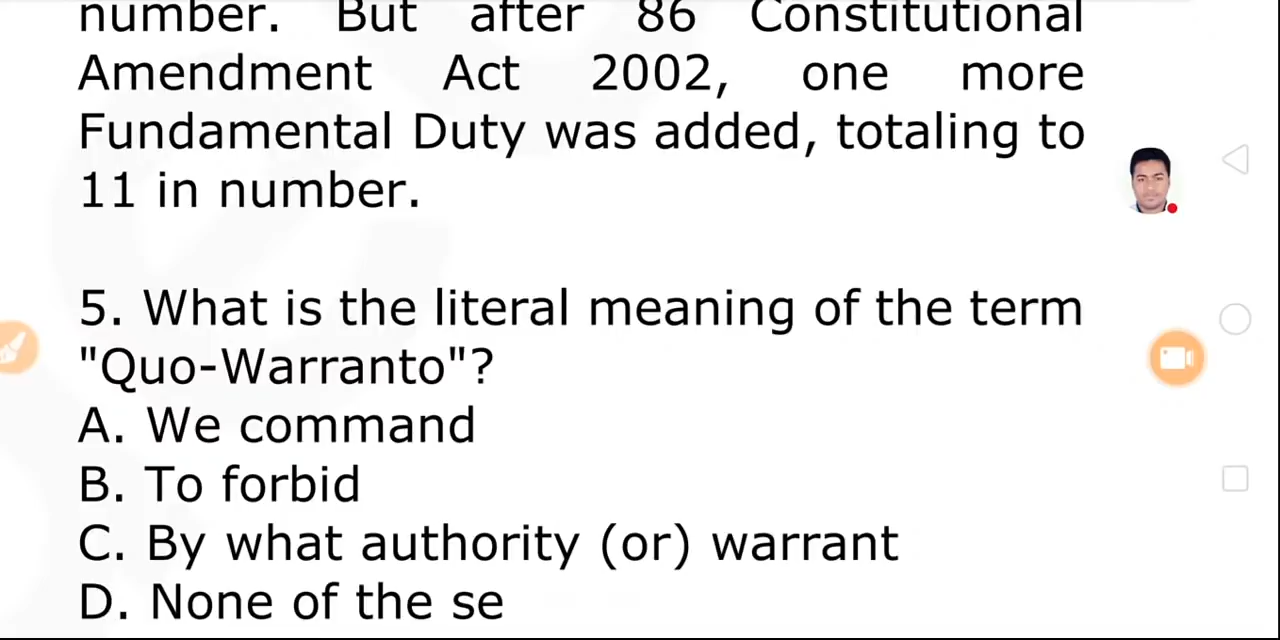 number. But after 86 Constitutional
Amendment Act 2002, one more
Fundamental Duty was added, totaling to
11 in number.
5. What is the literal meaning of the term
"Quo-Warranto"?
A. We command
B. To forbid
C. By what authority (or) warrant
D. None of the se